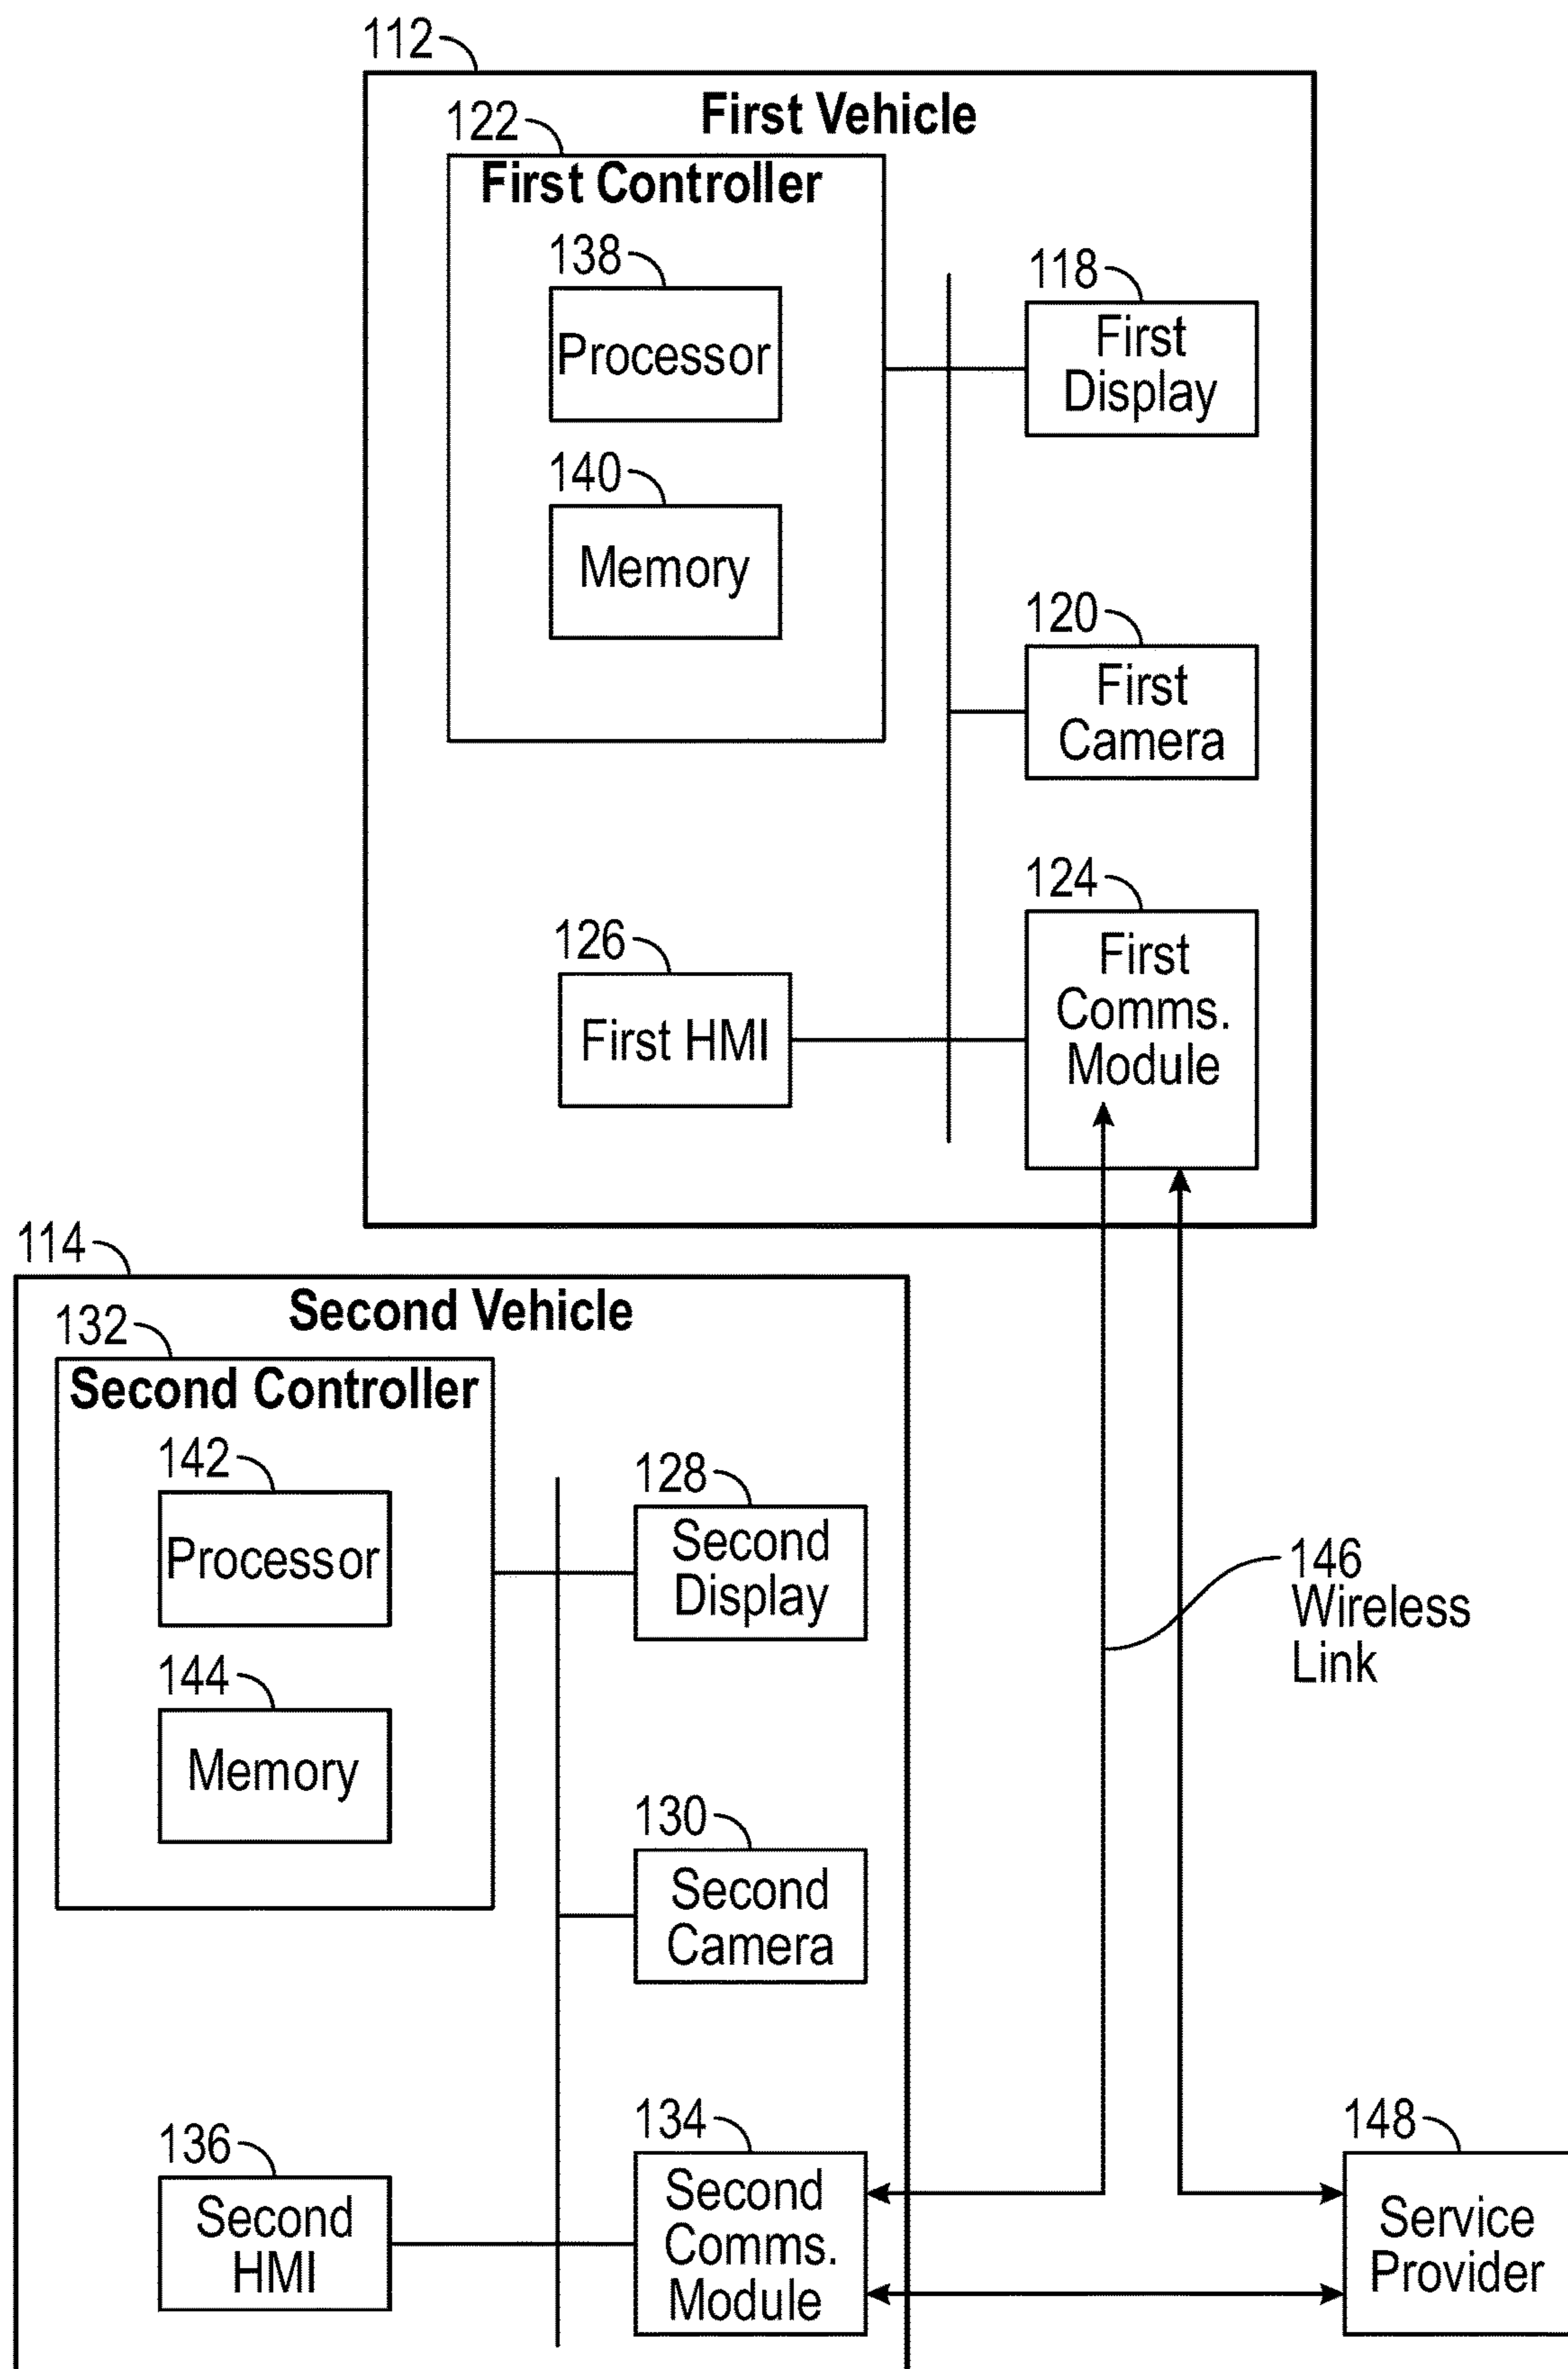 112
First Vehicle
122
First Controller
138
Processor
140
Memory
118
First
Display
120
First
Camera
126
First HMI
124
First
Comms.
Module
114
Second Vehicle
132
Second Controller
142
Processor
144
Memory
128
Second
Display
130
Second
Camera
136
Second
HMI
134
Second
Comms.
Module
146
Wireless
Link
148
Service
Provider